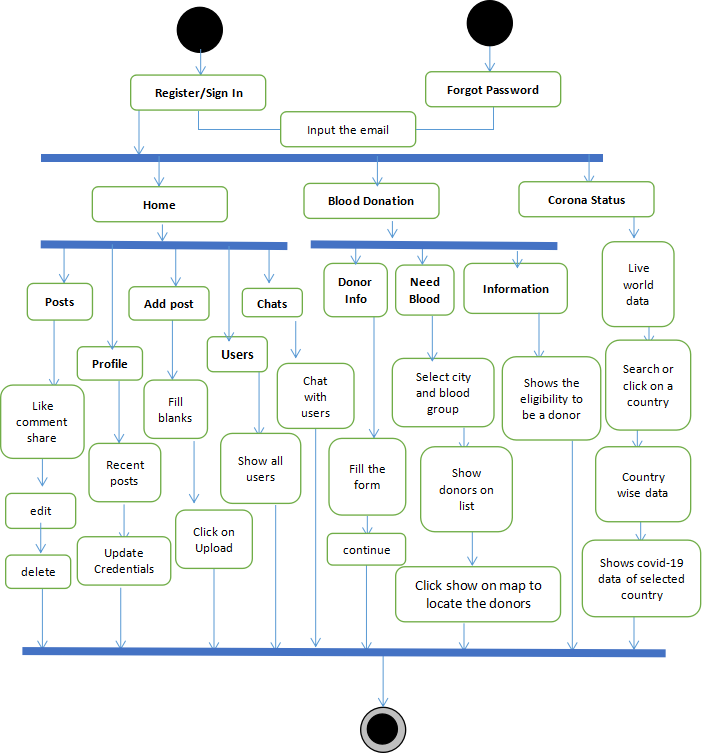 Register/Sign In
Forgot Password
Input the email
Home
Blood Donation
Corona Status
Posts
Profile
Add post
Users
Chats
Donor
Info
Need
Blood
Information
Live
world
data
Like
comment
share
edit
delete
Recent
posts
Update
Credentials
Fill
blanks
Click on
Upload
Show all
users
Chat
with
users
Fill the
form
continue
Select city
and blood
group
Show
donors on
list
Click show on map to
locate the donors
Shows the
eligibility to
be a donor
Search or
click on a
country
Country
wise data
Shows covid-19
data of selected
country